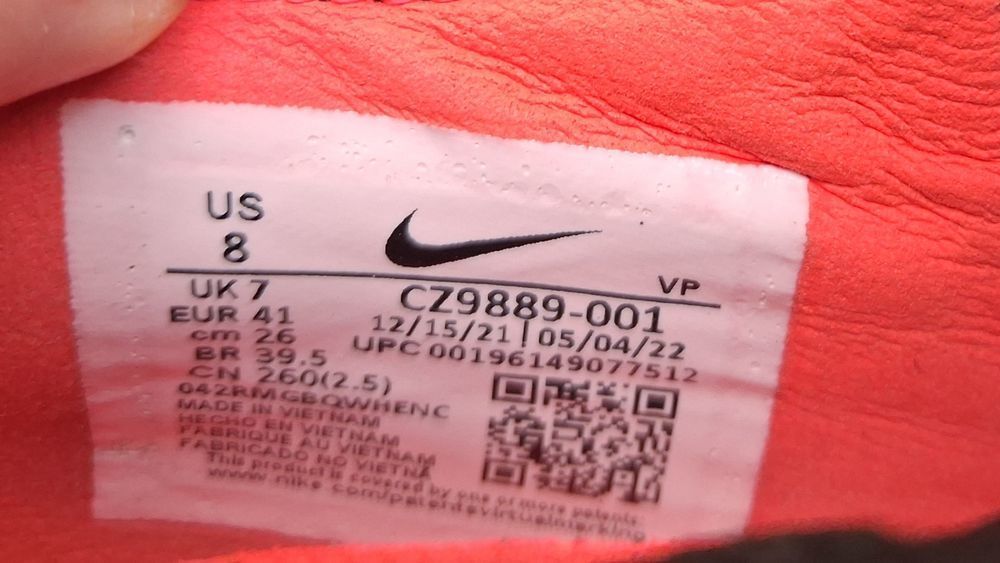 US
8
VP
UK 7
CZ9889-001
EUR 41
12/15/21 | 05/04/22
cm 26
UPC 00196149077512
BR 39.5
CN 260(2.5)
042RMGBQWHENC
MADE IN VIETNAM
HECHO EN VIETNAM
FABRIQUE AU VIETNAM
FABRICADO NO VIETNÃ
This product is covered by one or more patents.
www.nike.com/patentsvirtualmarking